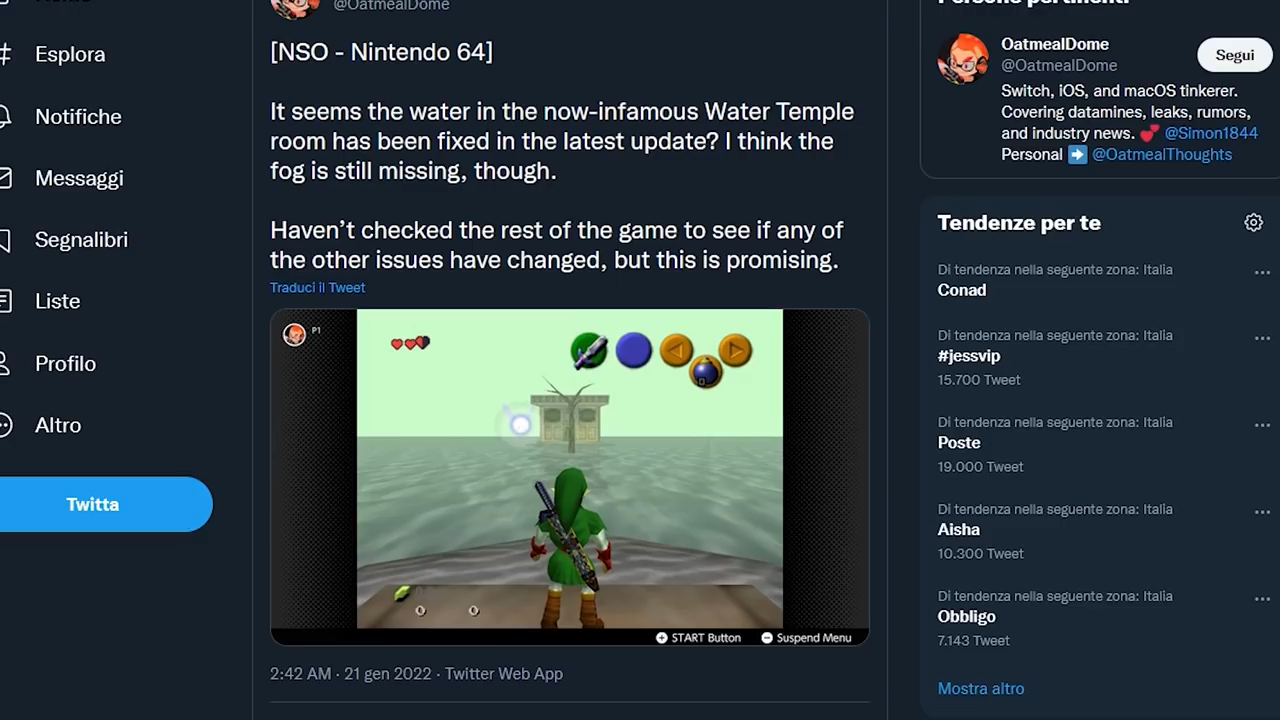 @OatmealDome
Esplora
Notifiche
Messaggi
Segnalibri
Liste
Profilo
Altro
Twitta
[NSO - Nintendo 64]
It seems the water in the now-infamous Water Temple
room has been fixed in the latest update? I think the
fog is still missing, though.
Haven't checked the rest of the game to see if any of
the other issues have changed, but this is promising.
Traduci il Tweet
P1
START Button
Suspend Menu
2:42 AM · 21 gen 2022 · Twitter Web App
Persone pertinenti
OatmealDome
@OatmealDome
Segui
Switch, iOS, and macOS tinkerer.
Covering datamines, leaks, rumors,
and industry news. 💕 @Simon1844
Personal ➡️ @OatmealThoughts
Tendenze per te
Di tendenza nella seguente zona: Italia
Conad
Di tendenza nella seguente zona: Italia
#jessvip
15.700 Tweet
Di tendenza nella seguente zona: Italia
Poste
19.000 Tweet
Di tendenza nella seguente zona: Italia
Aisha
10.300 Tweet
Di tendenza nella seguente zona: Italia
Obbligo
7.143 Tweet
Mostra altro